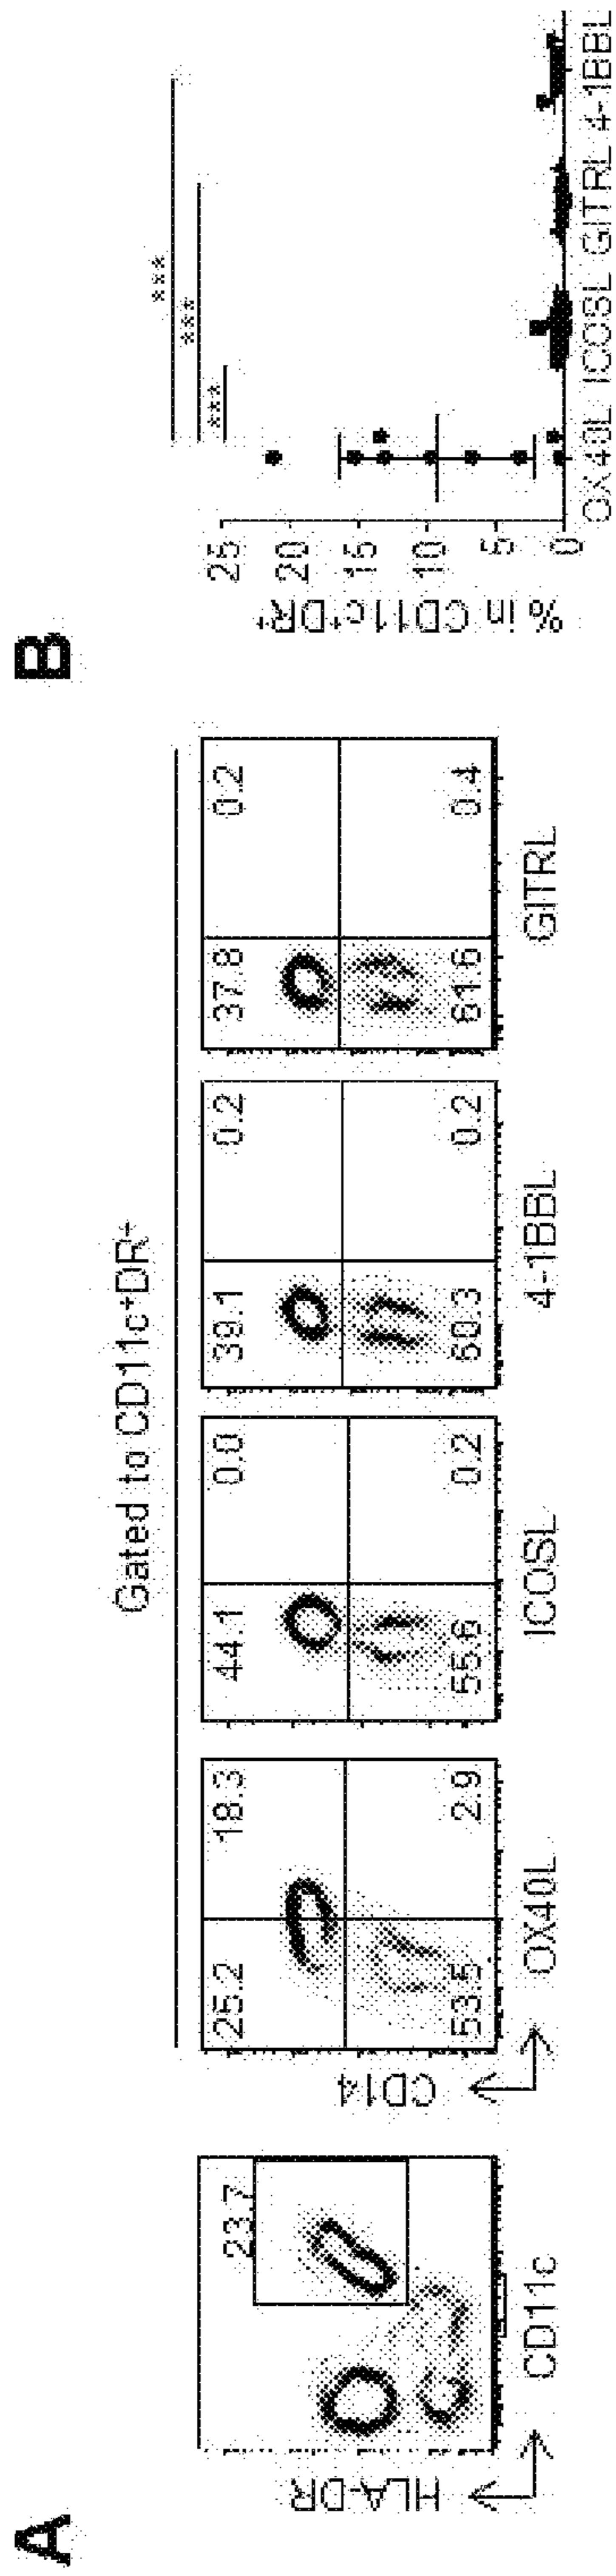 A
HLA-DR
23.7
CD11c
Gated to CD11c+DR+
CD14
25.2
18.3
53.5
2.9
OX40L
44.1
0.0
55.6
0.2
ICOSL
39.1
0.2
60.3
0.2
4-1BBL
37.8
0.2
61.6
0.4
GITRL
B
% in CD11c+DR+
25
20
15
10
5
0
***
***
***
OX40L ICOSL GITRL 4-1BBL